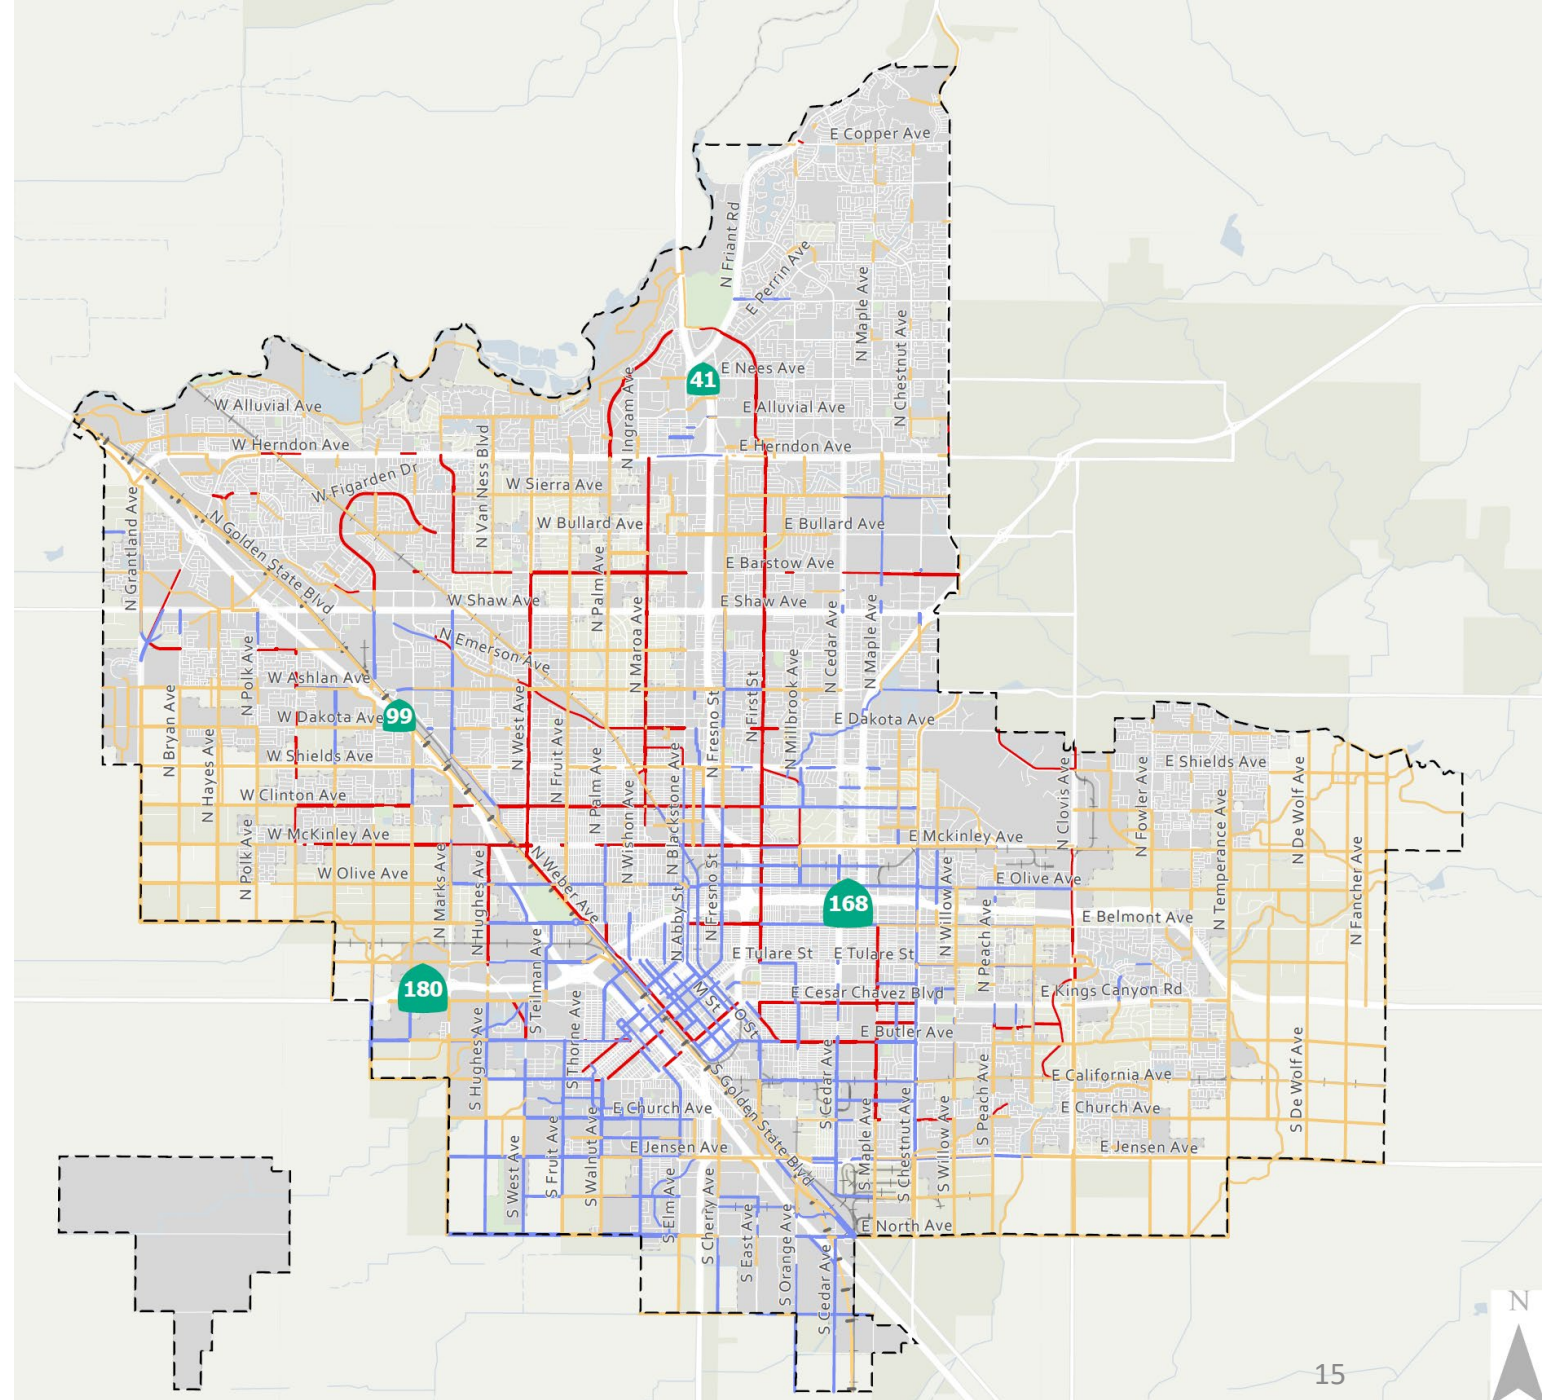 E Copper Ave
N Friant Rd
E Perrin Ave
N Maple Ave
N Chestnut Ave
41
E Nees Ave
N Ingram Ave
W Alluvial Ave
E Alluvial Ave
W Herndon Ave
E Herndon Ave
N Van Ness Blvd
W Figarden Dr
W Sierra Ave
N Grantland Ave
N Golden State Blvd
W Bullard Ave
E Bullard Ave
N Palm Ave
E Barstow Ave
W Shaw Ave
E Shaw Ave
N Emerson Ave
N Maroa Ave
N Cedar Ave
N Maple Ave
N Polk Ave
W Ashlan Ave
N Bryan Ave
N West Ave
N Fresno St
N First St
N Millbrook Ave
W Dakota Ave
99
E Dakota Ave
N Hayes Ave
W Shields Ave
N Fruit Ave
N Palm Ave
N Wishon Ave
N Blackstone Ave
N Clovis Ave
N Fowler Ave
E Shields Ave
N De Wolf Ave
W Clinton Ave
N Temperance Ave
W McKinley Ave
E Mckinley Ave
N Polk Ave
W Olive Ave
N Marks Ave
N Hughes Ave
N Weber Ave
N Abby St
N Fresno St
168
N Willow Ave
E Olive Ave
N Peach Ave
E Belmont Ave
N Fancher Ave
E Tulare St
E Tulare St
180
S Teilman Ave
M St
O St
E Cesar Chavez Blvd
E Kings Canyon Rd
S Hughes Ave
S Thorne Ave
E Butler Ave
S Cedar Ave
S Peach Ave
E California Ave
S De Wolf Ave
S Golden State Blvd
E Church Ave
E Church Ave
S West Ave
S Fruit Ave
S Walnut Ave
E Jensen Ave
S Maple Ave
S Chestnut Ave
S Willow Ave
E Jensen Ave
S Elm Ave
S Cherry Ave
S East Ave
S Orange Ave
S Cedar Ave
E North Ave
N
15